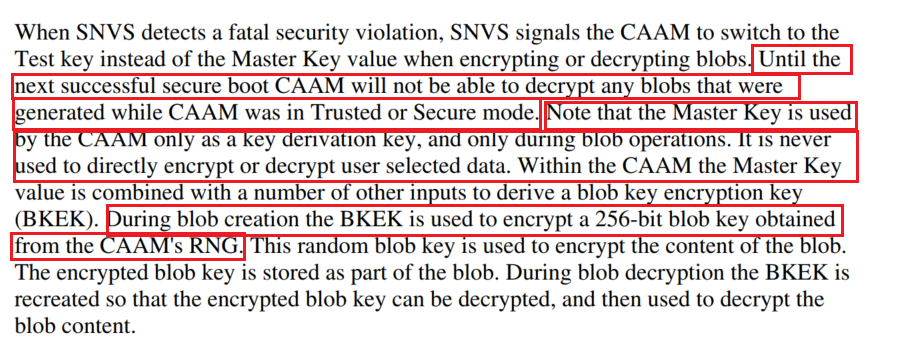 When SNVS detects a fatal security violation, SNVS signals the CAAM to switch to the
Test key instead of the Master Key value when encrypting or decrypting blobs. Until the
next successful secure boot CAAM will not be able to decrypt any blobs that were
generated while CAAM was in Trusted or Secure mode. Note that the Master Key is used
by the CAAM only as a key derivation key, and only during blob operations. It is never
used to directly encrypt or decrypt user selected data. Within the CAAM the Master Key
value is combined with a number of other inputs to derive a blob key encryption key
(BKEK). During blob creation the BKEK is used to encrypt a 256-bit blob key obtained
from the CAAM's RNG. This random blob key is used to encrypt the content of the blob.
The encrypted blob key is stored as part of the blob. During blob decryption the BKEK is
recreated so that the encrypted blob key can be decrypted, and then used to decrypt the
blob content.